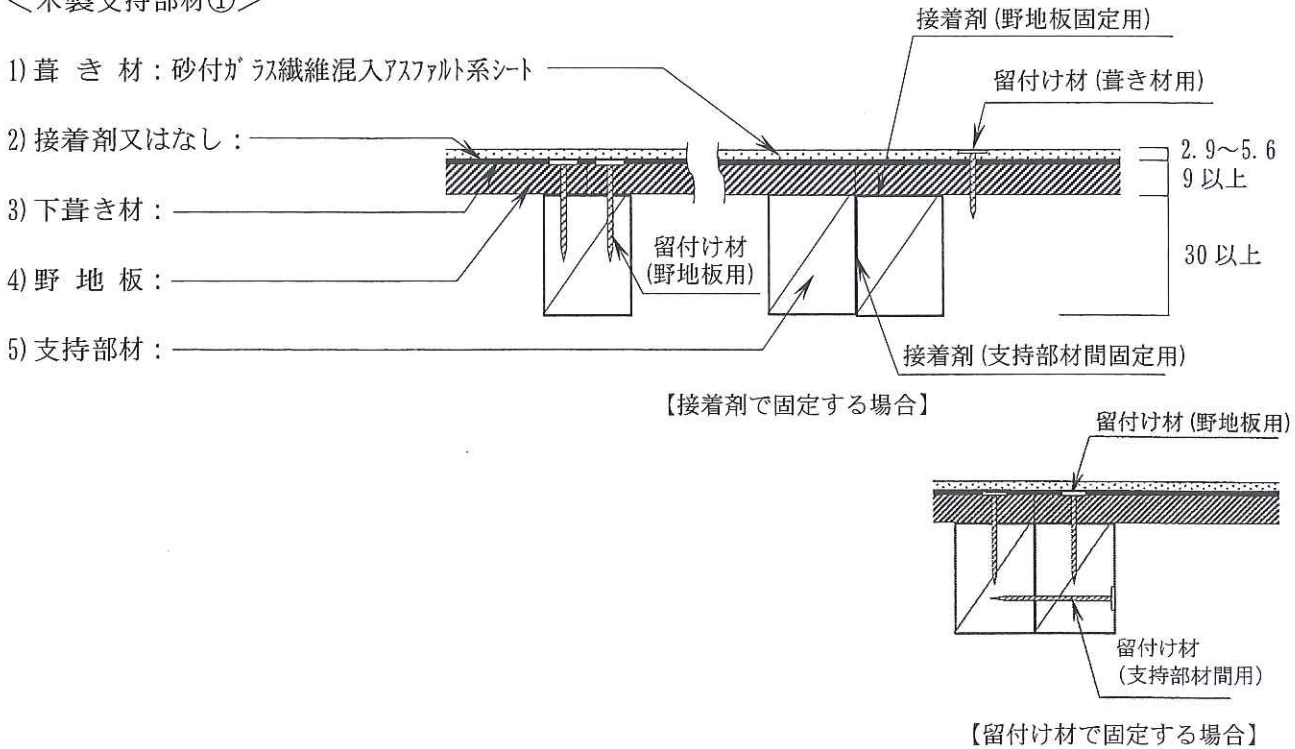 <木製支持部材①>
1) 葺 き 材 : 砂付ガラス繊維混入アスファルト系シート
2) 接着剤又はなし :
3) 下葺き材 :
4) 野 地 板 :
5) 支持部材 :
接着剤 (野地板固定用)
留付け材 (葺き材用)
2.9~5.6
9 以上
30 以上
留付け材
(野地板用)
接着剤 (支持部材間固定用)
【接着剤で固定する場合】
留付け材 (野地板用)
留付け材
(支持部材間用)
【留付け材で固定する場合】